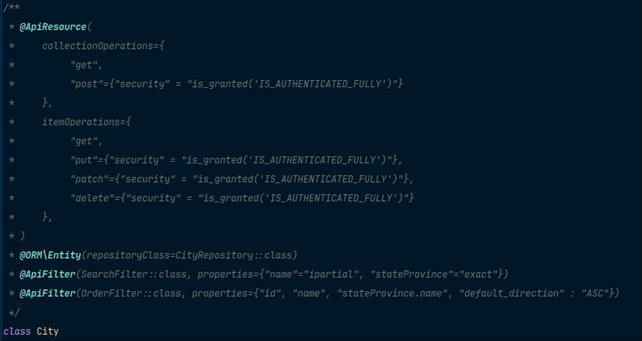 /**
 * @ApiResource(
 *     collectionOperations={
 *          "get",
 *          "post"={"security" = "is_granted('IS_AUTHENTICATED_FULLY')"}
 *     },
 *     itemOperations={
 *          "get",
 *          "put"={"security" = "is_granted('IS_AUTHENTICATED_FULLY')"},
 *          "patch"={"security" = "is_granted('IS_AUTHENTICATED_FULLY')"},
 *          "delete"={"security" = "is_granted('IS_AUTHENTICATED_FULLY')"}
 *     },
 * )
 * @ORM\Entity(repositoryClass=CityRepository::class)
 * @ApiFilter(SearchFilter::class, properties={"name"="ipartial", "stateProvince"="exact"})
 * @ApiFilter(OrderFilter::class, properties={"id", "name", "stateProvince.name", "default_direction" : "ASC"})
 */
class City